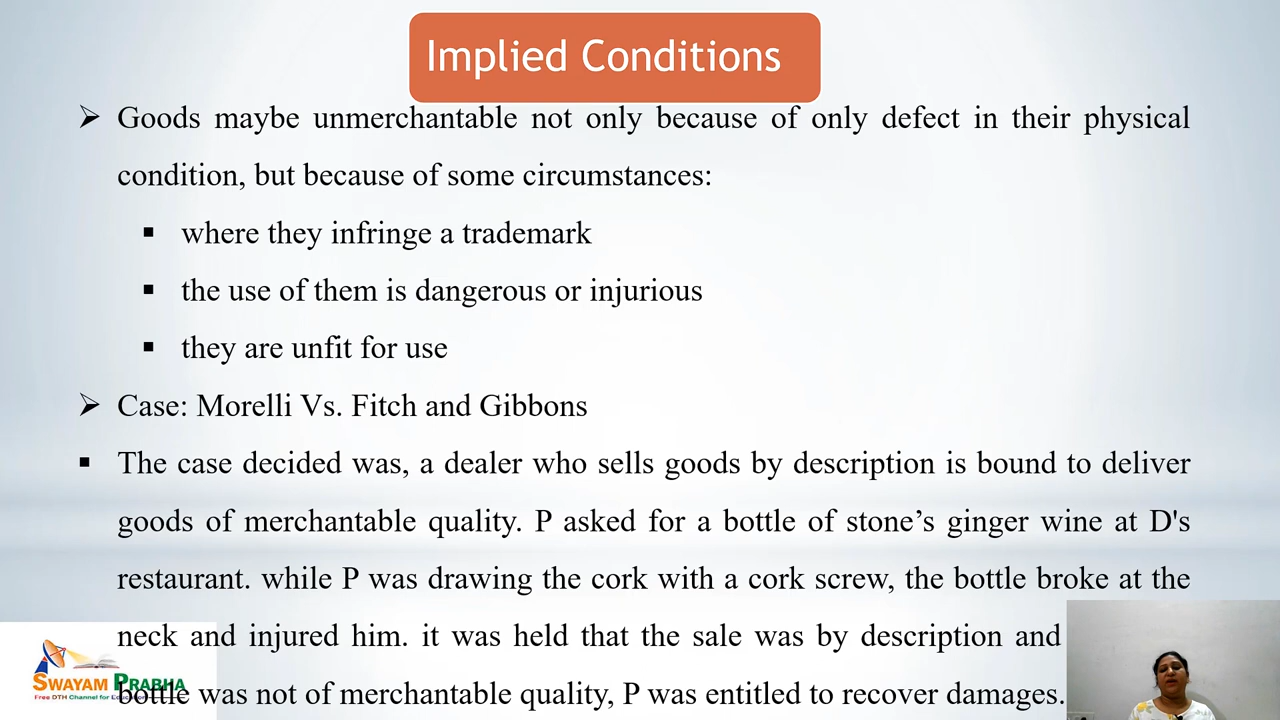 Implied Conditions
➢ Goods maybe unmerchantable not only because of only defect in their physical
condition, but because of some circumstances:
▪ where they infringe a trademark
▪ the use of them is dangerous or injurious
▪ they are unfit for use
➢ Case: Morelli Vs. Fitch and Gibbons
▪ The case decided was, a dealer who sells goods by description is bound to deliver
goods of merchantable quality. P asked for a bottle of stone’s ginger wine at D's
restaurant. while P was drawing the cork with a cork screw, the bottle broke at the
neck and injured him. it was held that the sale was by description and
bottle was not of merchantable quality, P was entitled to recover damages.
SWAYAM PRABHA
Free DTH Channel for Education